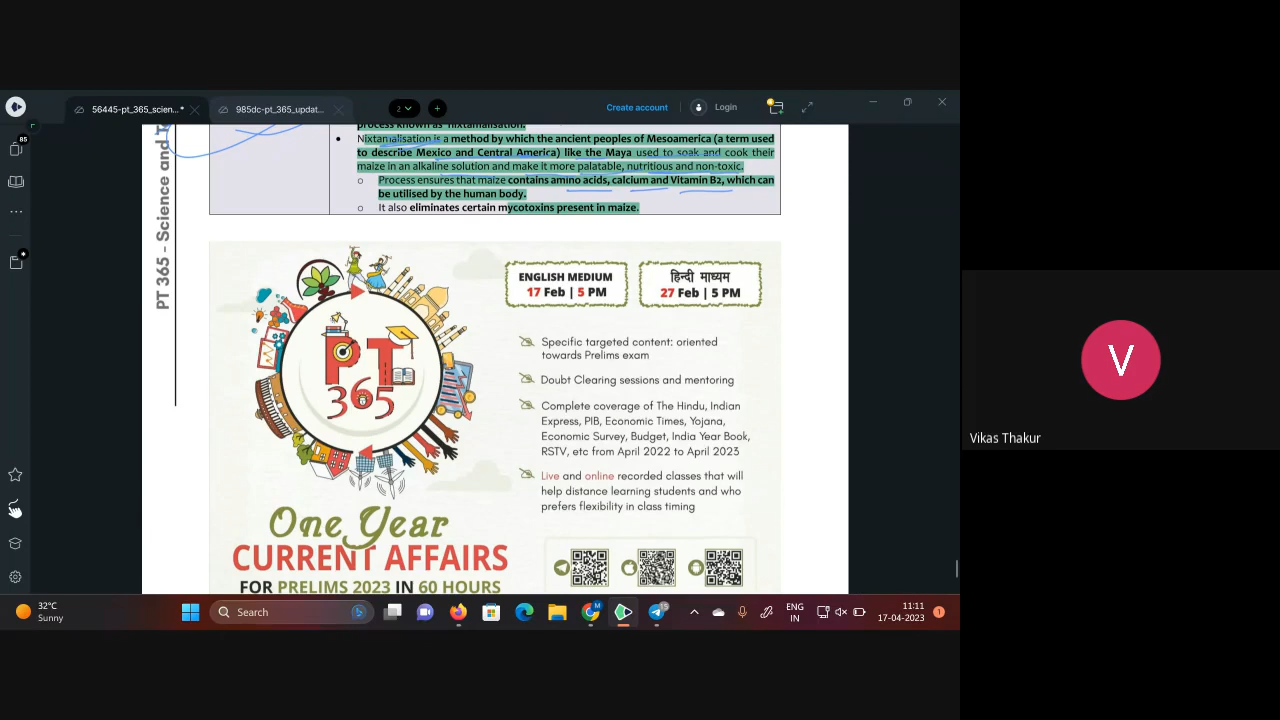 56445-pt_365_scien... •
985dc-pt_365_updat...
2
Create account
Login
85
PT 365 - Science and
process known as 'nixtamalisation.
• Nixtamalisation is a method by which the ancient peoples of Mesoamerica (a term used
to describe Mexico and Central America) like the Maya used to soak and cook their
maize in an alkaline solution and make it more palatable, nutritious and non-toxic.
o Process ensures that maize contains amino acids, calcium and Vitamin B2, which can
be utilised by the human body.
o It also eliminates certain mycotoxins present in maize.
PT
365
ENGLISH MEDIUM
17 Feb | 5 PM
हिन्दी माध्यम
27 Feb | 5 PM
Specific targeted content: oriented
towards Prelims exam
Doubt Clearing sessions and mentoring
Complete coverage of The Hindu, Indian
Express, PIB, Economic Times, Yojana,
Economic Survey, Budget, India Year Book,
RSTV, etc from April 2022 to April 2023
Live and online recorded classes that will
help distance learning students and who
prefers flexibility in class timing
One Year
CURRENT AFFAIRS
FOR PRELIMS 2023 IN 60 HOURS
V
Vikas Thakur
32°C
Sunny
Search
M
15
ENG
IN
11:11
17-04-2023
1